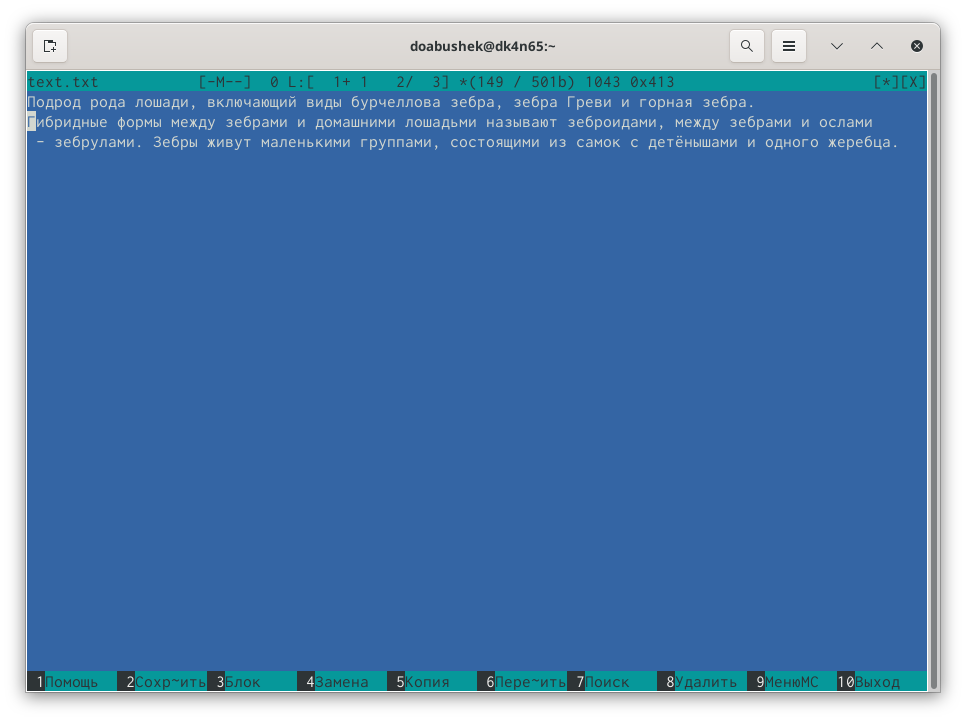 doabushek@dk4n65:~
text.txt [-M--] 0 L:[ 1+ 1 2/ 3] *(149 / 501b) 1043 0x413 [*][X]
Подрод рода лошади, включающий виды бурчеллова зебра, зебра Греви и горная зебра.
Гибридные формы между зебрами и домашними лошадьми называют зеброидами, между зебрами и ослами
- зебрулами. Зебры живут маленькими группами, состоящими из самок с детёнышами и одного жеребца.
1Помощь 2Сохр~ить 3Блок 4Замена 5Копия 6Пере~ить 7Поиск 8Удалить 9МенюMC 10Выход